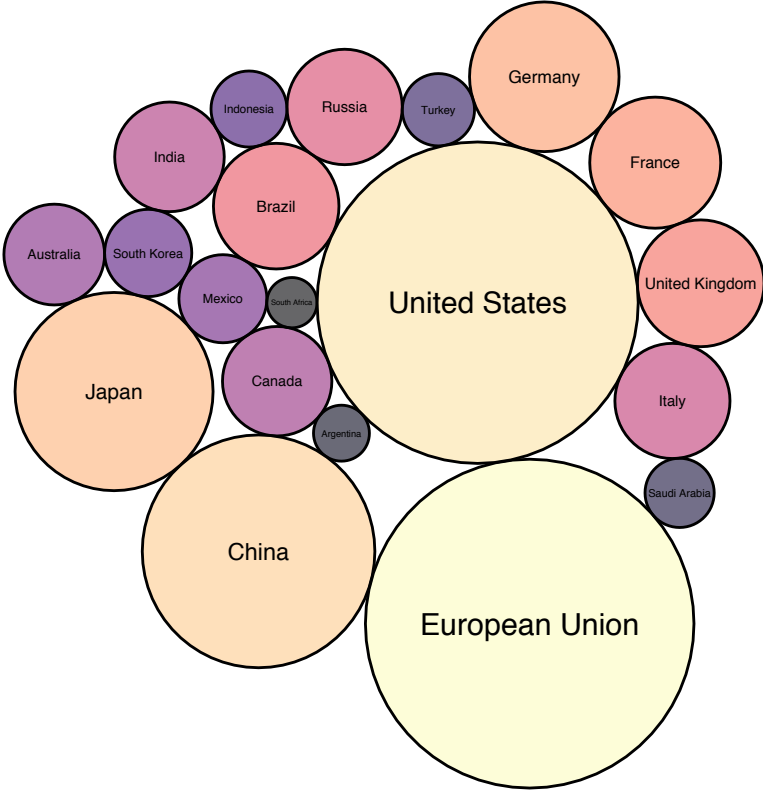 Germany
Indonesia
Russia
Turkey
India
France
Brazil
Australia
South Korea
United Kingdom
Mexico
South Africa
United States
Canada
Japan
Italy
Argentina
Saudi Arabia
China
European Union